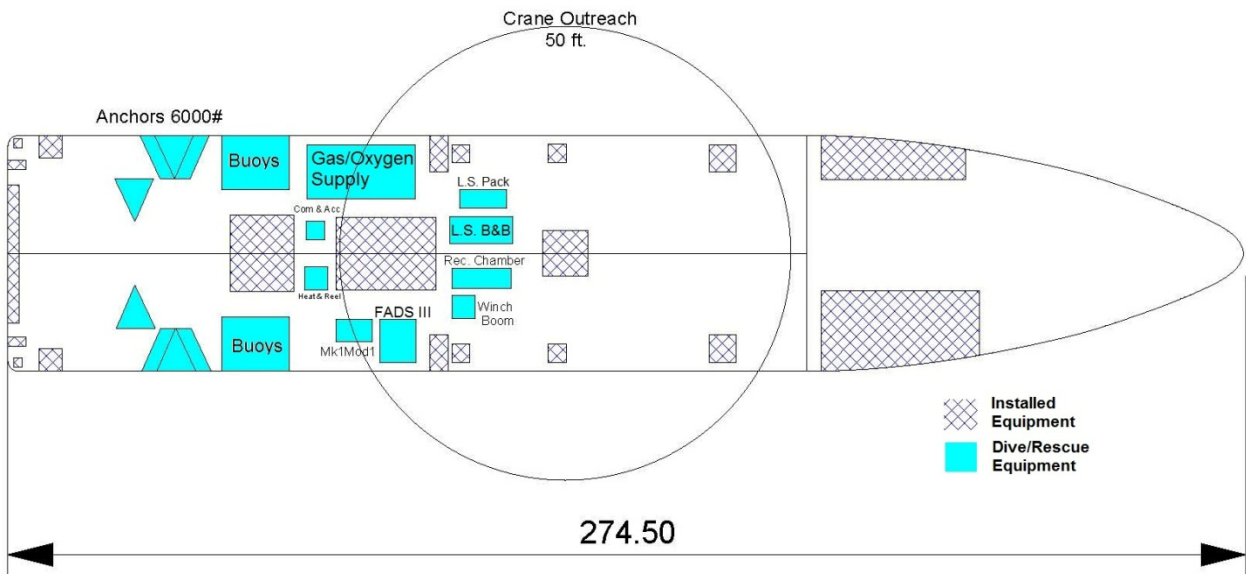 Crane Outreach
50 ft.
Anchors 6000#
Buoys
Gas/Oxygen
Supply
L.S. Pack
Com & Acc
L.S. B&B
Rec. Chamber
Heat & Reel
FADS III
Winch
Boom
Buoys
Mk1Mod1
Installed
Equipment
Dive/Rescue
Equipment
274.50